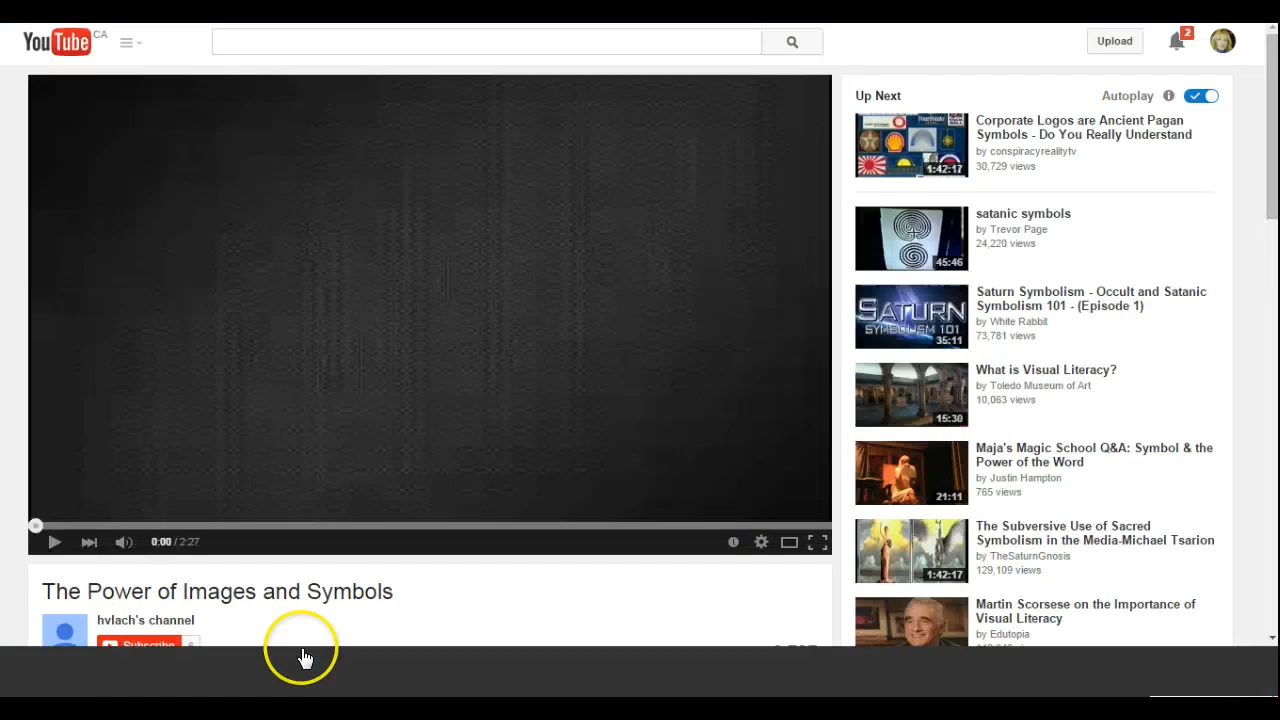 YouTube CA
Upload
2
Up Next
Autoplay
Corporate Logos are Ancient Pagan
Symbols - Do You Really Understand
by conspiracyrealitytv
30,729 views
1:42:17
satanic symbols
by Trevor Page
24,220 views
45:46
Saturn Symbolism - Occult and Satanic
Symbolism 101 - (Episode 1)
by White Rabbit
73,781 views
SATURN
SYMBOLISM 101
35:11
What is Visual Literacy?
by Toledo Museum of Art
10,063 views
15:30
Maja's Magic School Q&A: Symbol & the
Power of the Word
by Justin Hampton
765 views
21:11
The Subversive Use of Sacred
Symbolism in the Media-Michael Tsarion
by TheSaturnGnosis
129,109 views
1:42:17
Martin Scorsese on the Importance of
Visual Literacy
by Edutopia
0:00 / 2:27
The Power of Images and Symbols
hvlach's channel
Subscribe